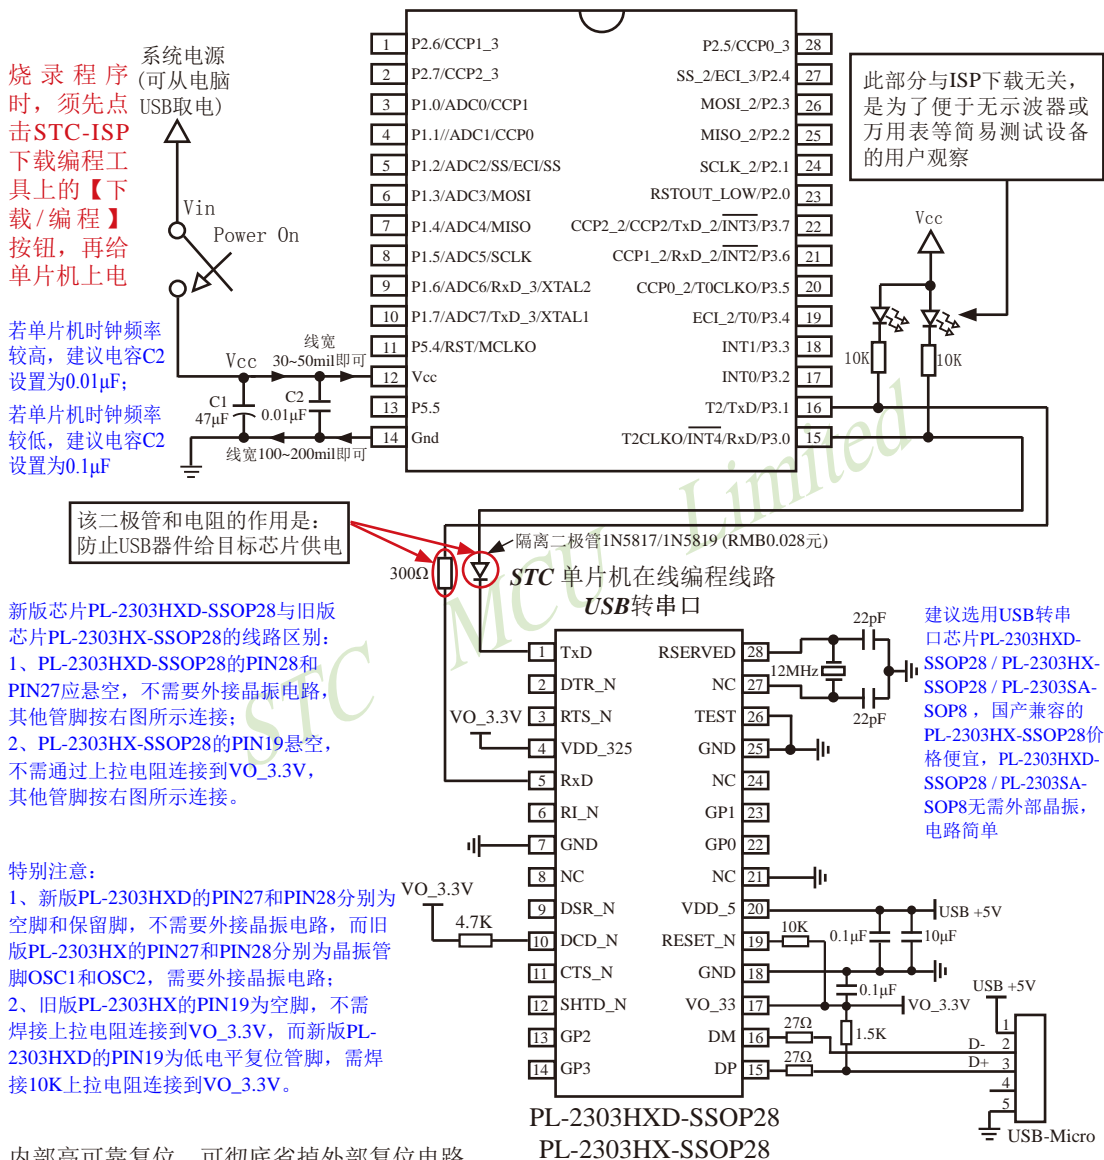 烧录程序
时，须先点
击STC-ISP
下载编程工
具上的【下
载/编程】
按钮，再给
单片机上电
系统电源
(可从电脑
USB取电)
Vin
Power On
若单片机时钟频率
较高，建议电容C2
设置为0.01μF；
若单片机时钟频率
较低，建议电容C2
设置为0.1μF
Vcc
线宽
30~50mil即可
C1
47μF
C2
0.01μF
线宽100~200mil即可
1 P2.6/CCP1_3
2 P2.7/CCP2_3
3 P1.0/ADC0/CCP1
4 P1.1//ADC1/CCP0
5 P1.2/ADC2/SS/ECI/SS
6 P1.3/ADC3/MOSI
7 P1.4/ADC4/MISO
8 P1.5/ADC5/SCLK
9 P1.6/ADC6/RxD_3/XTAL2
10 P1.7/ADC7/TxD_3/XTAL1
11 P5.4/RST/MCLKO
12 Vcc
13 P5.5
14 Gnd
P2.5/CCP0_3 28
SS_2/ECI_3/P2.4 27
MOSI_2/P2.3 26
MISO_2/P2.2 25
SCLK_2/P2.1 24
RSTOUT_LOW/P2.0 23
CCP2_2/CCP2/TxD_2/INT3/P3.7 22
CCP1_2/RxD_2/INT2/P3.6 21
CCP0_2/T0CLKO/P3.5 20
ECI_2/T0/P3.4 19
INT1/P3.3 18
INT0/P3.2 17
T2/TxD/P3.1 16
T2CLKO/INT4/RxD/P3.0 15
此部分与ISP下载无关，
是为了便于无示波器或
万用表等简易测试设备
的用户观察
Vcc
10K
10K
STC MCU Limited
该二极管和电阻的作用是：
防止USB器件给目标芯片供电
300Ω
隔离二极管1N5817/1N5819 (RMB0.028元)
STC 单片机在线编程线路
USB转串口
新版芯片PL-2303HXD-SSOP28与旧版
芯片PL-2303HX-SSOP28的线路区别：
1、PL-2303HXD-SSOP28的PIN28和
PIN27应悬空，不需要外接晶振电路，
其他管脚按右图所示连接；
2、PL-2303HX-SSOP28的PIN19悬空，
不需通过上拉电阻连接到VO_3.3V，
其他管脚按右图所示连接。
特别注意：
1、新版PL-2303HXD的PIN27和PIN28分别为
空脚和保留脚，不需要外接晶振电路，而旧
版PL-2303HX的PIN27和PIN28分别为晶振管
脚OSC1和OSC2，需要外接晶振电路；
2、旧版PL-2303HX的PIN19为空脚，不需
焊接上拉电阻连接到VO_3.3V，而新版PL-
2303HXD的PIN19为低电平复位管脚，需焊
接10K上拉电阻连接到VO_3.3V。
VO_3.3V
VO_3.3V
4.7K
1 TxD
2 DTR_N
3 RTS_N
4 VDD_325
5 RxD
6 RI_N
7 GND
8 NC
9 DSR_N
10 DCD_N
11 CTS_N
12 SHTD_N
13 GP2
14 GP3
RSERVED 28
NC 27
TEST 26
GND 25
NC 24
GP1 23
GP0 22
NC 21
VDD_5 20
RESET_N 19
GND 18
VO_33 17
DM 16
DP 15
22pF
12MHz
22pF
建议选用USB转串
口芯片PL-2303HXD-
SSOP28 / PL-2303HX-
SSOP28 / PL-2303SA-
SOP8 ，国产兼容的
PL-2303HX-SSOP28价
格便宜，PL-2303HXD-
SSOP28 / PL-2303SA-
SOP8无需外部晶振，
电路简单
USB +5V
10K
0.1μF
10μF
0.1μF
VO_3.3V
USB +5V
27Ω
1.5K
27Ω
D-
D+
1
2
3
4
5
USB-Micro
PL-2303HXD-SSOP28
PL-2303HX-SSOP28
内部高可靠复位，可彻底省掉外部复位电路